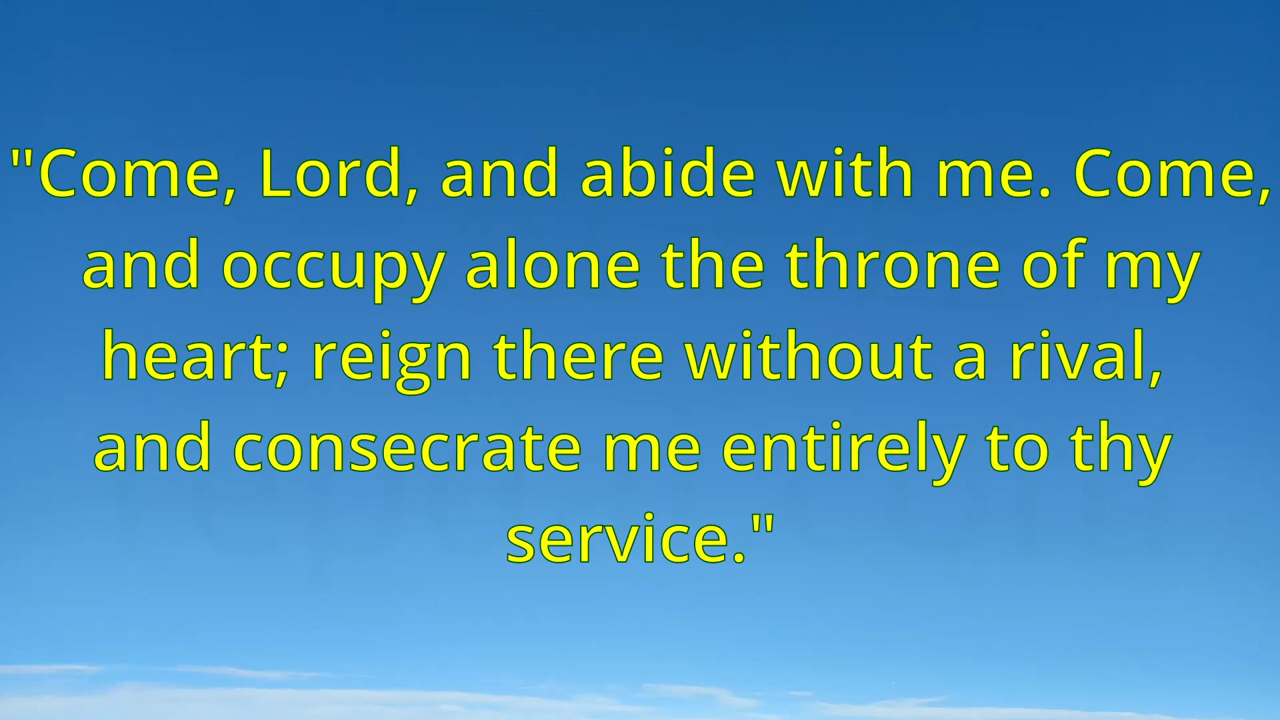 "Come, Lord, and abide with me. Come,
and occupy alone the throne of my
heart; reign there without a rival,
and consecrate me entirely to thy
service."